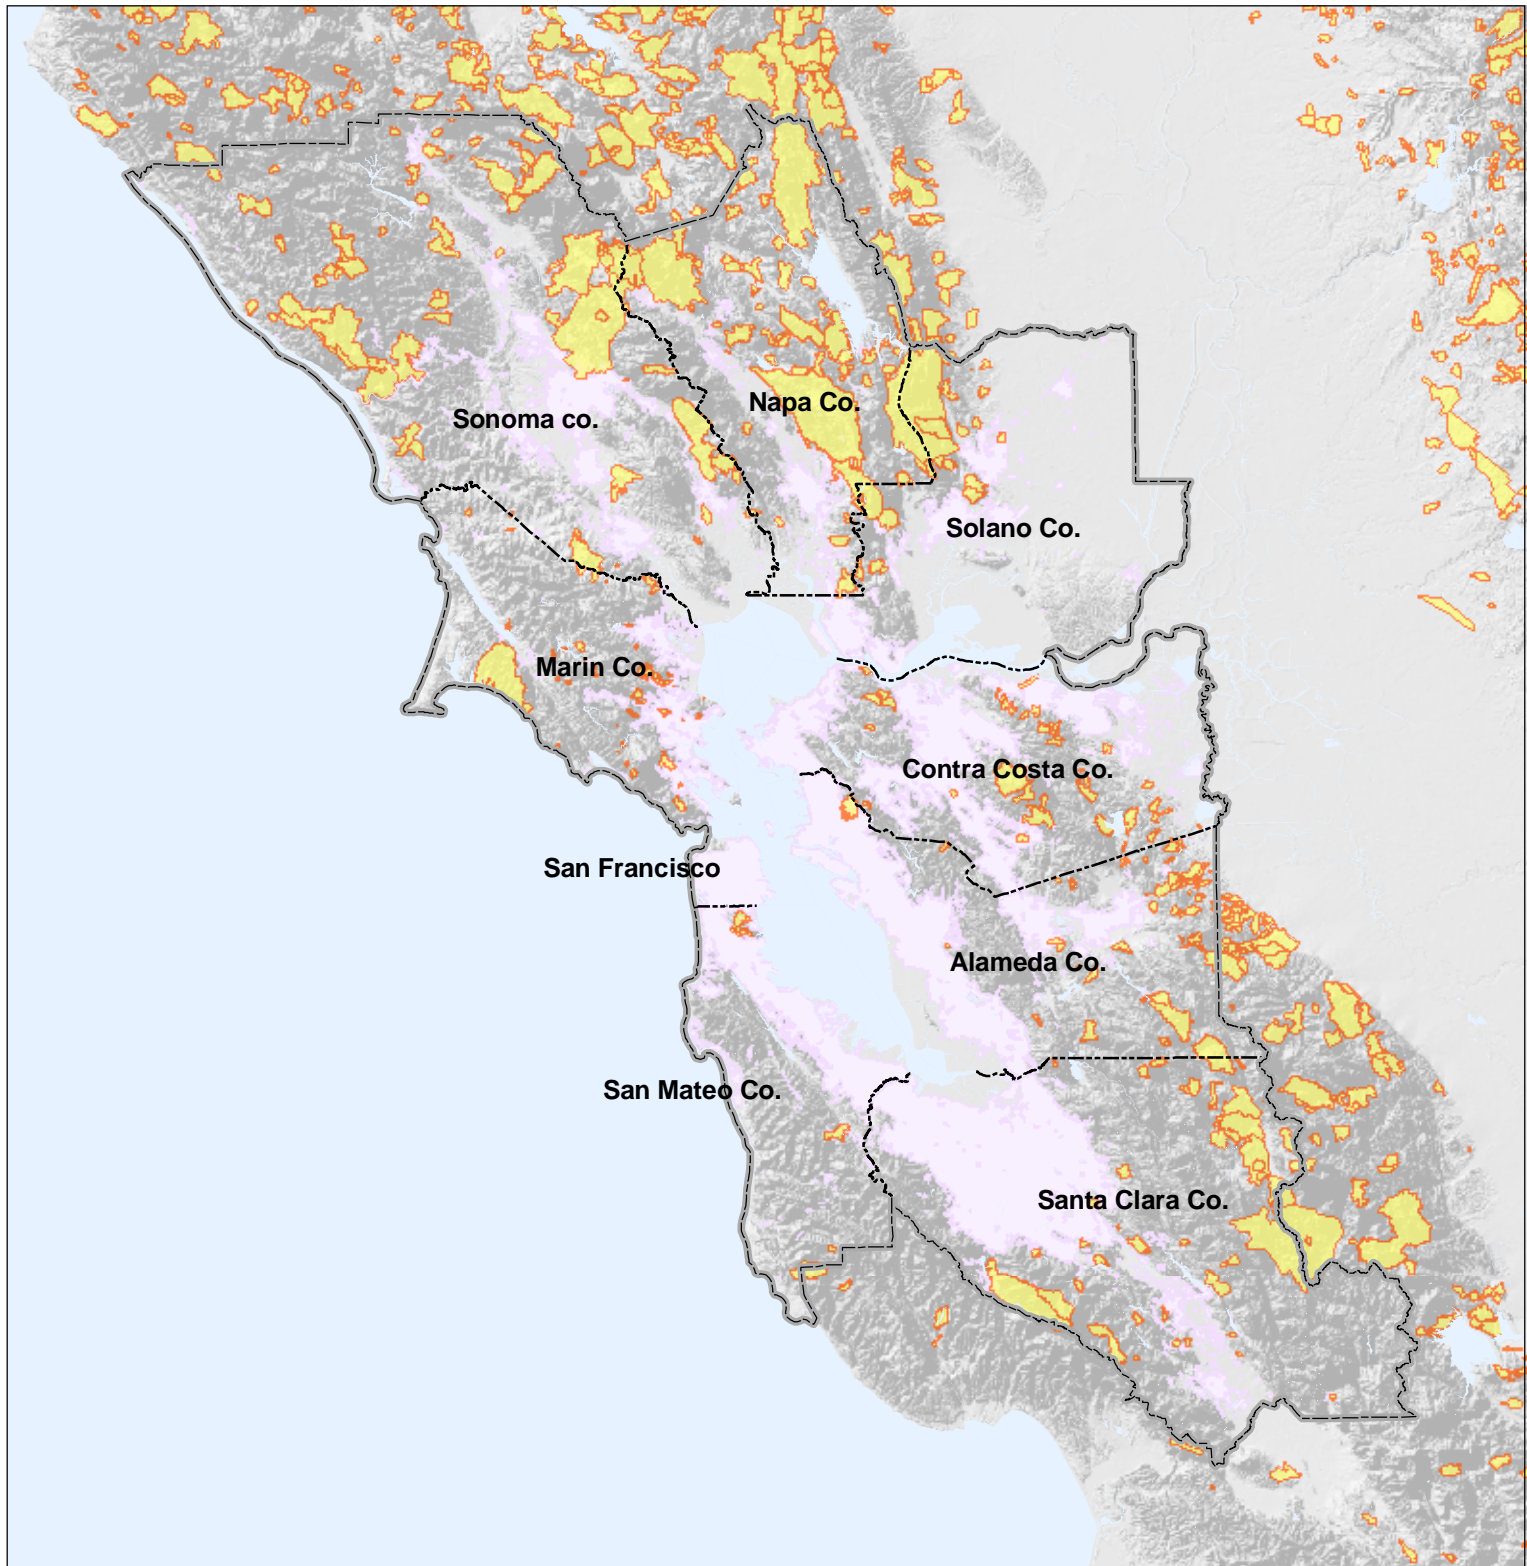 Napa Co.
Sonoma co.
Solano Co.
Marin Co.
Contra Costa Co.
San Francisco
Alameda Co.
San Mateo Co.
Santa Clara Co.